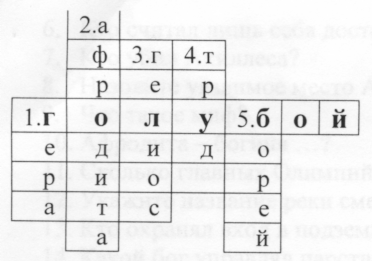 2.а
ф 3.г 4.т
р е р
1.г о л у 5.б о й
е д и д о
р и о р
а т с е
а й